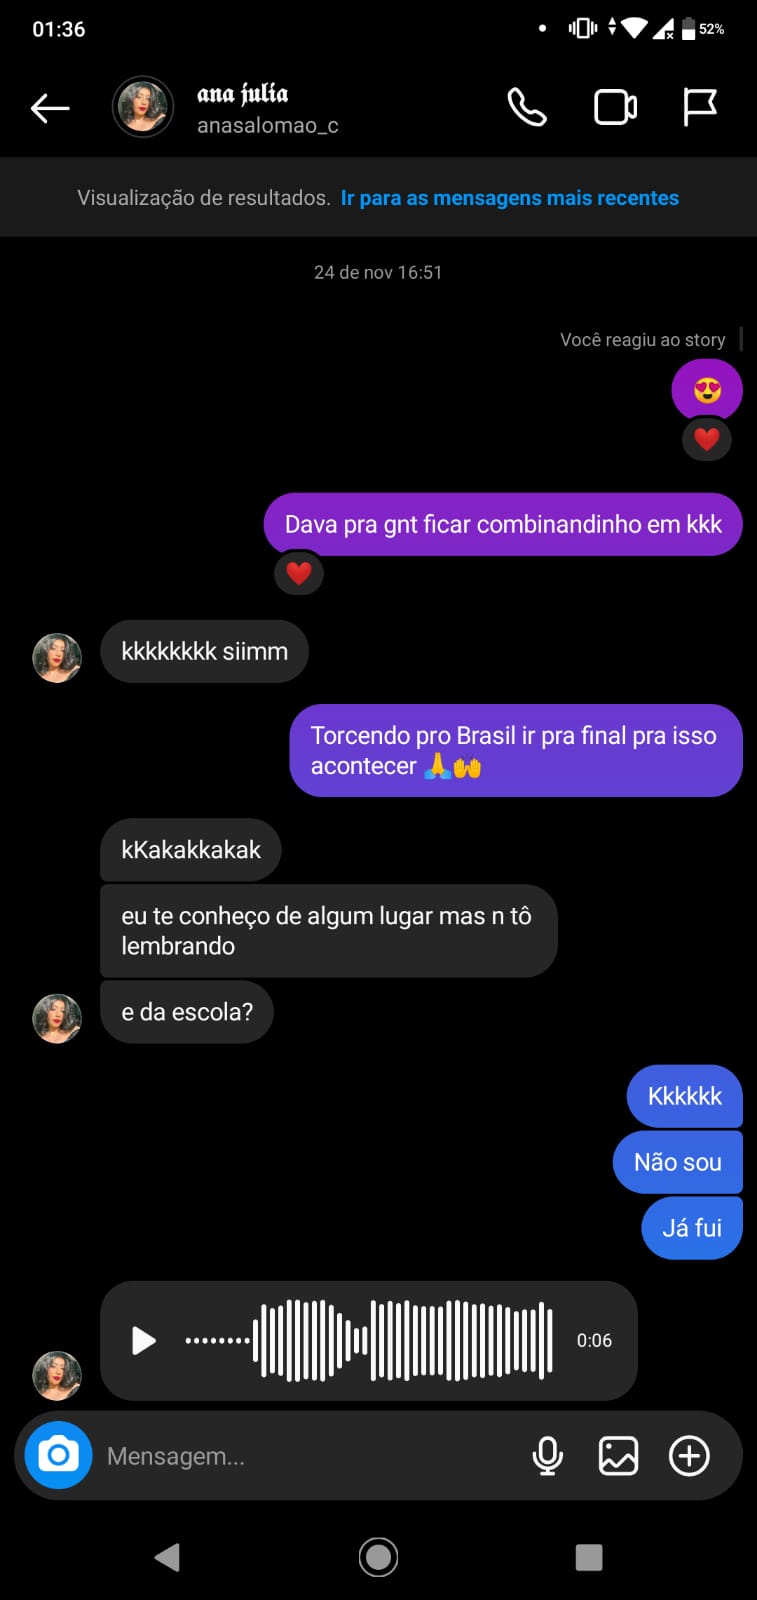 01:36
52%
ana julia
anasalomao_c
Visualização de resultados. Ir para as mensagens mais recentes
24 de nov 16:51
Você reagiu ao story
Dava pra gnt ficar combinandinho em kkk
kkkkkkkk siimm
Torcendo pro Brasil ir pra final pra isso
acontecer 🙏🙌
kKakakkakak
eu te conheço de algum lugar mas n tô
lembrando
e da escola?
Kkkkkk
Não sou
Já fui
0:06
Mensagem...